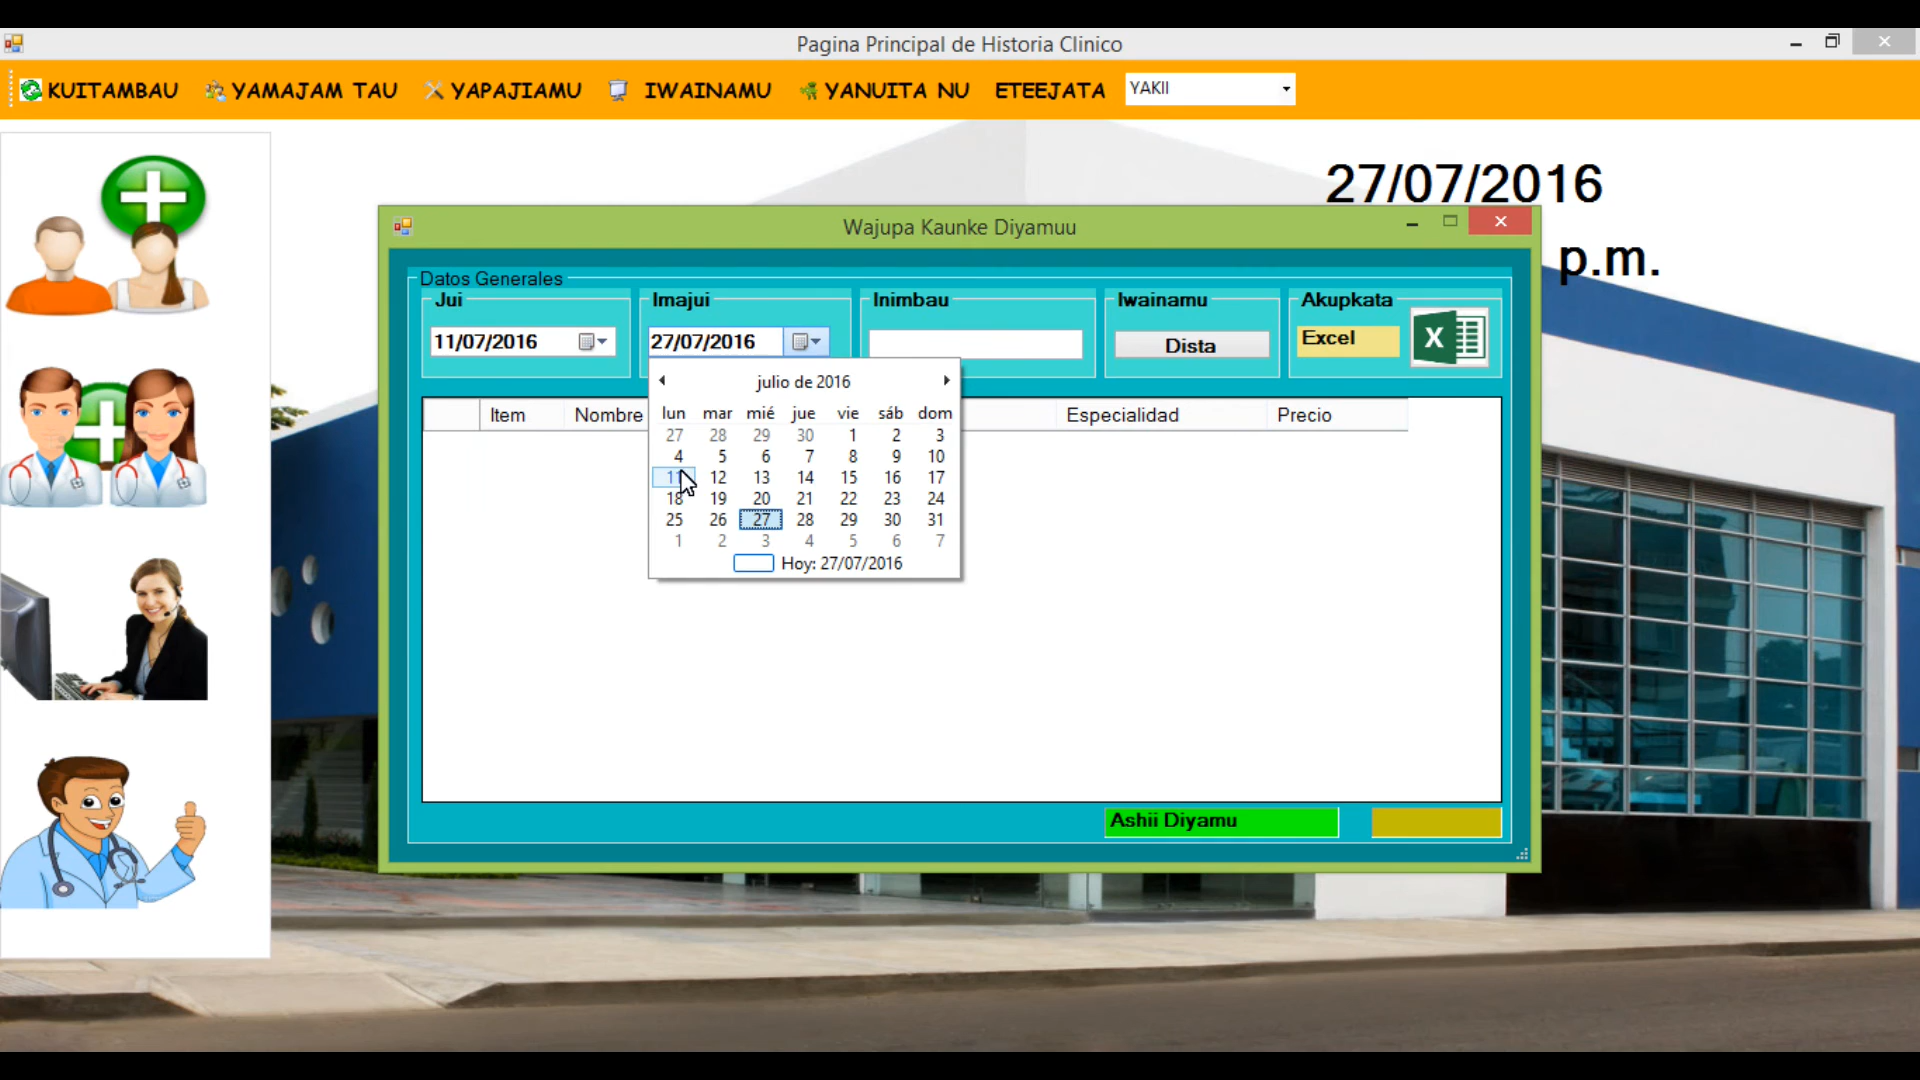 Pagina Principal de Historia Clinico
KUITAMBAU YAMAJAM TAU YAPAJIAMU IWAINAMU YANUITA NU ETEEJATA YAKII
27/07/2016
p.m.
Wajupa Kaunke Diyamuu
Datos Generales
Jui Imajui Inimbau Iwainamu Akupkata
11/07/2016 27/07/2016 Dista Excel X
julio de 2016
Item Nombre Especialidad Precio
lun mar mié jue vie sáb dom
27 28 29 30 1 2 3
4 5 6 7 8 9 10
11 12 13 14 15 16 17
18 19 20 21 22 23 24
25 26 27 28 29 30 31
1 2 3 4 5 6 7
Hoy: 27/07/2016
Ashii Diyamu